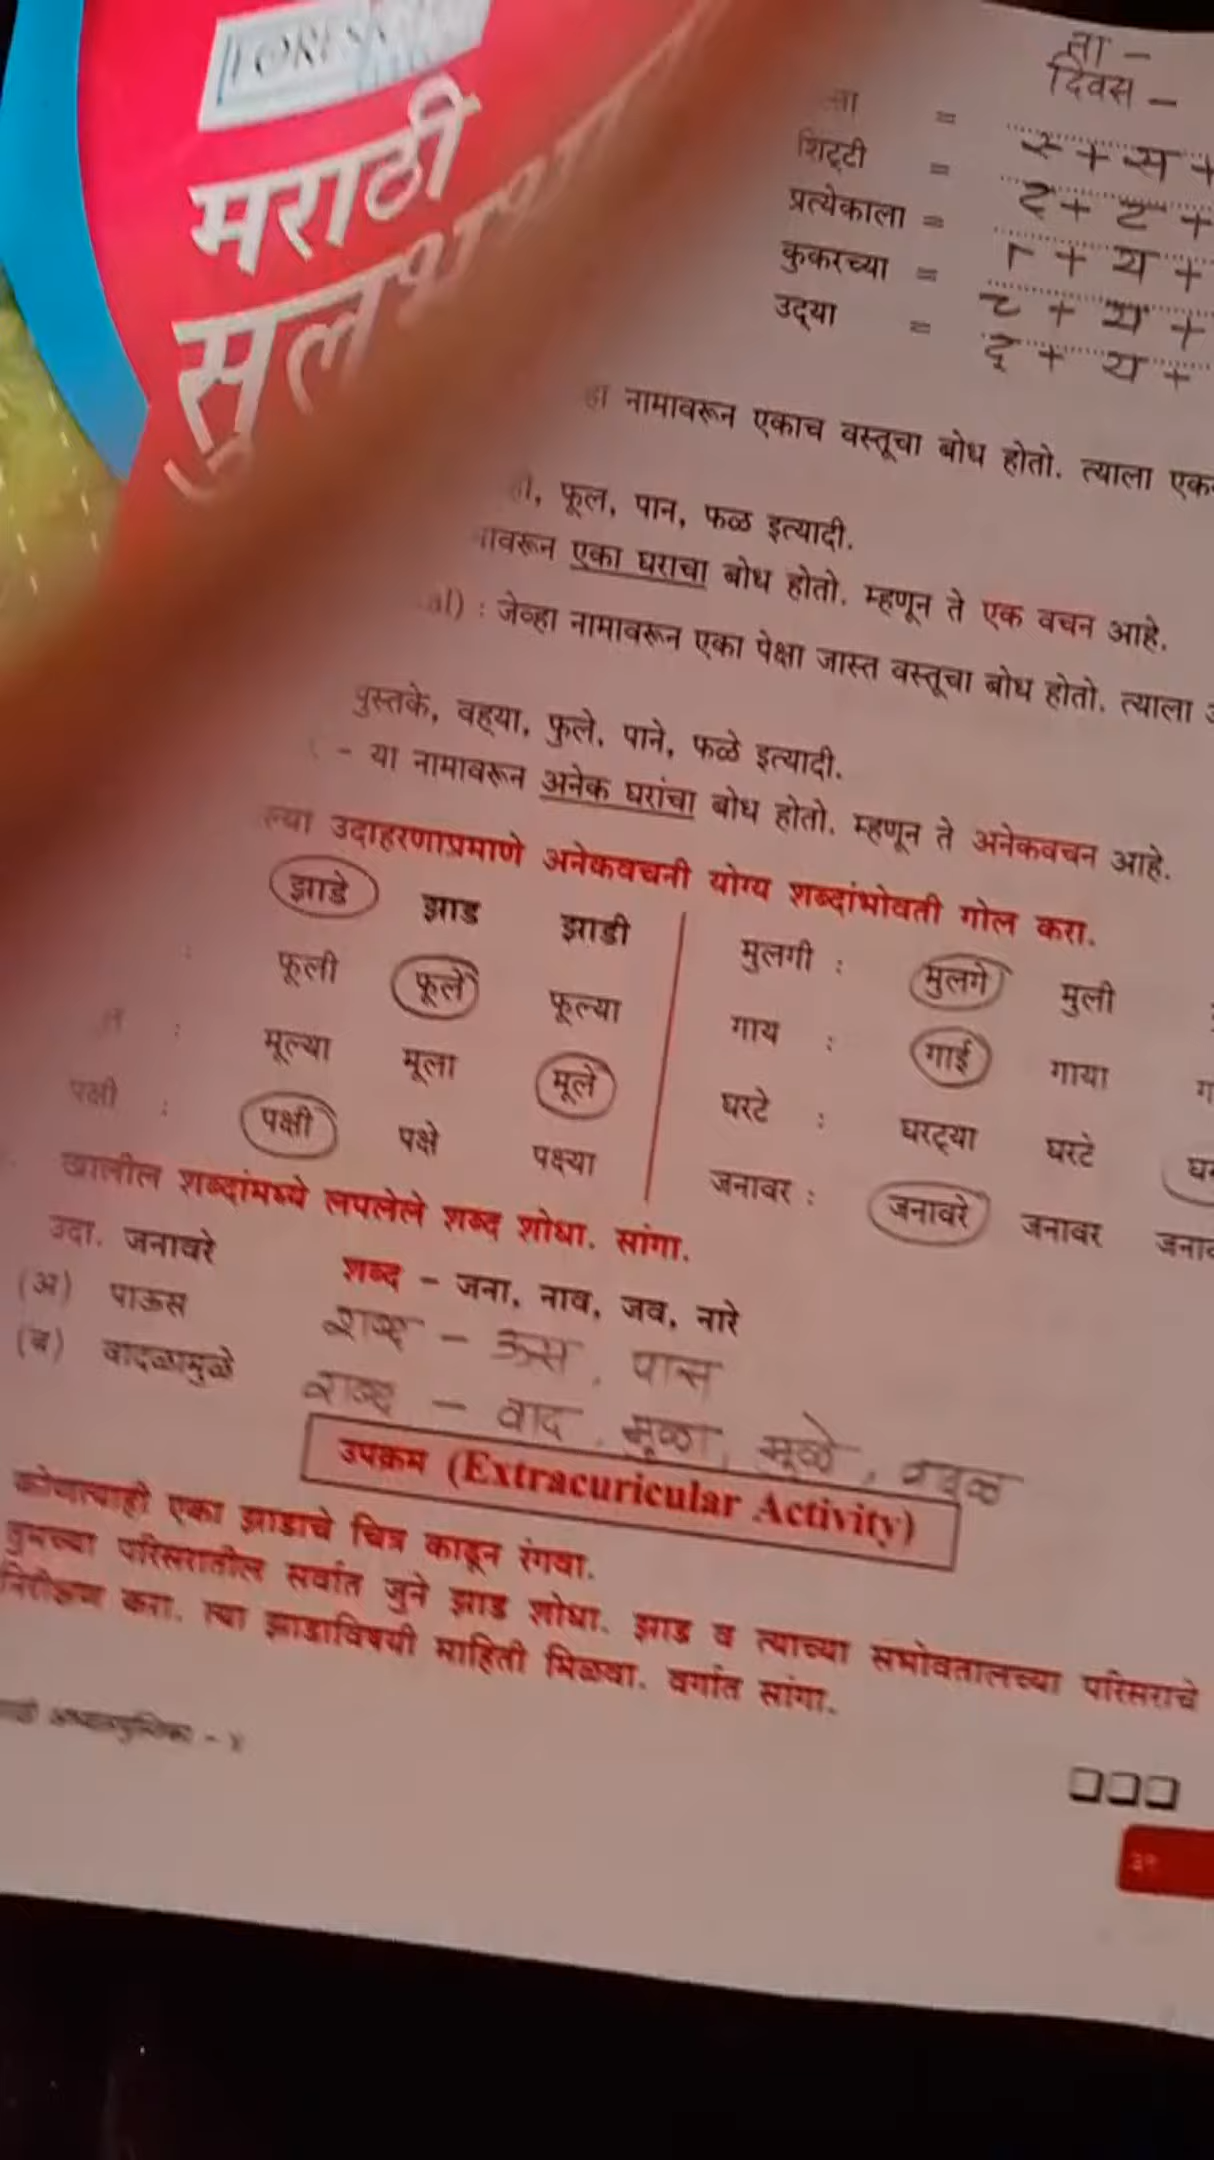 मराठी
ता -
दिवस -
शिट्टी =
प्रत्येकाला =
कुकरच्या = च + य +
उद्या = द् + य +
नामावरून एकाच वस्तूचा बोध होतो. त्याला
फूल, पान, फळ इत्यादी.
एका घराचा बोध होतो. म्हणून ते एक वचन आहे.
: जेव्हा नामावरून एका पेक्षा जास्त वस्तूचा बोध होतो. त्याला
पुस्तके, वह्या, फुले, पाने, फळे इत्यादी.
- या नामावरून अनेक घरांचा बोध होतो. म्हणून ते अनेकवचन आहे.
उदाहरणाप्रमाणे अनेकवचनी योग्य शब्दांभोवती गोल करा.
झाडे झाड झाडी मुलगी : मुलगे मुली
: फूली फूले फूल्या गाय : गाई गाया
: मूल्या मूला मूले घरटे : घरट्या घरटे
पक्षी : पक्षी पक्षे पक्ष्या जनावर : जनावरे जनावर
खालील शब्दांमध्ये लपलेले शब्द शोधा. सांगा.
उदा. जनावरे शब्द - जना, नाव, जव, नारे
(अ) पाऊस शब्द - ऊस, पास
(ब) वादळामुळे शब्द - वाद, मूळा, मूळे,
उपक्रम (Extracuricular Activity)
कोणत्याही एका झाडाचे चित्र काढून रंगवा.
तुमच्या परिसरातील सर्वात जुने झाड शोधा. झाड व त्याच्या सभोवतालच्या परिसराचे
निरीक्षण करा. त्या झाडाविषयी माहिती मिळवा. वर्गात सांगा.